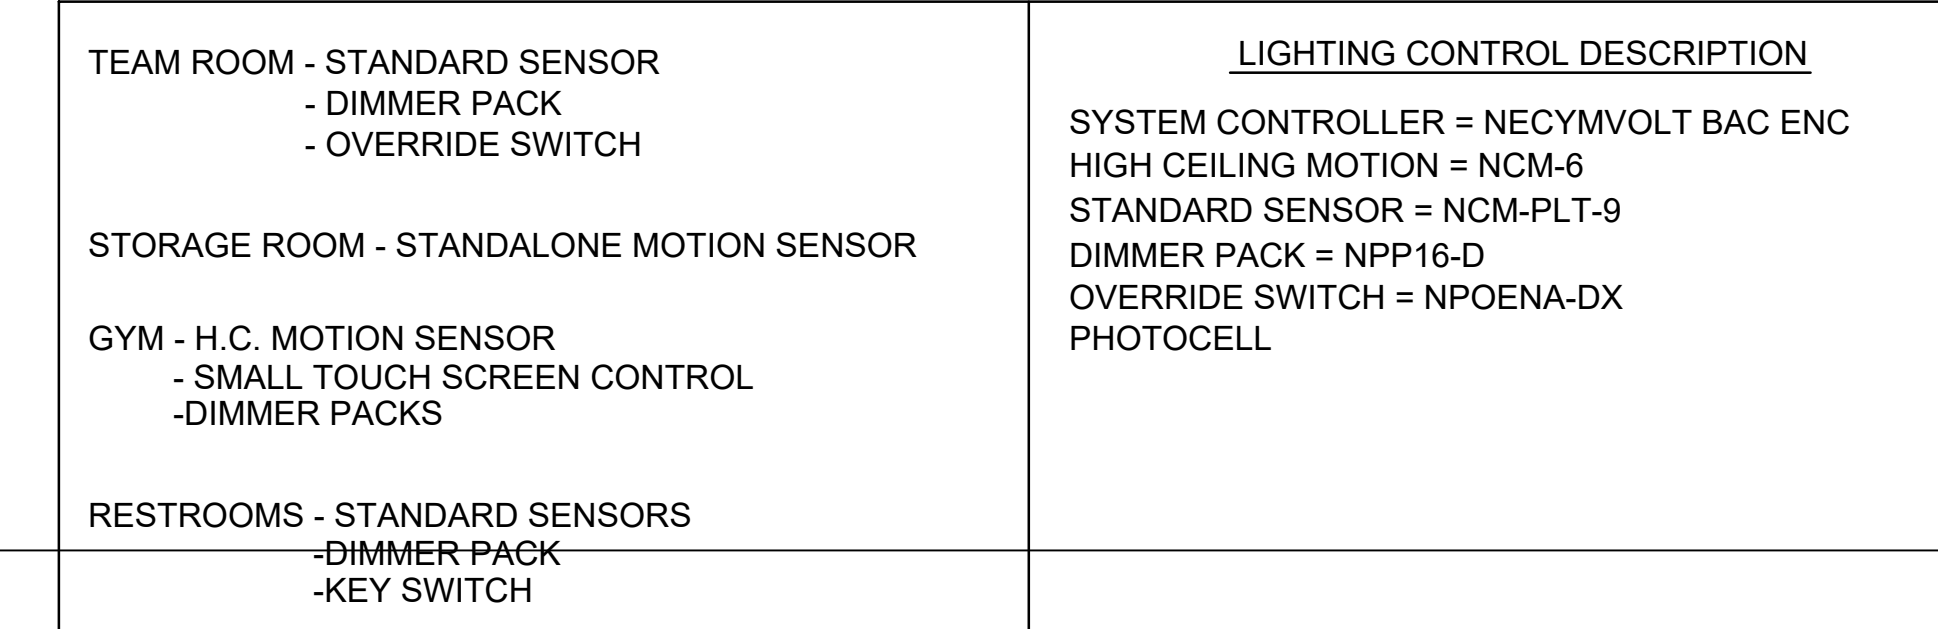 TEAM ROOM - STANDARD SENSOR
- DIMMER PACK
- OVERRIDE SWITCH
STORAGE ROOM - STANDALONE MOTION SENSOR
GYM - H.C. MOTION SENSOR
- SMALL TOUCH SCREEN CONTROL
-DIMMER PACKS
RESTROOMS - STANDARD SENSORS
-DIMMER PACK
-KEY SWITCH
LIGHTING CONTROL DESCRIPTION
SYSTEM CONTROLLER = NECYMVOLT BAC ENC
HIGH CEILING MOTION = NCM-6
STANDARD SENSOR = NCM-PLT-9
DIMMER PACK = NPP16-D
OVERRIDE SWITCH = NPOENA-DX
PHOTOCELL